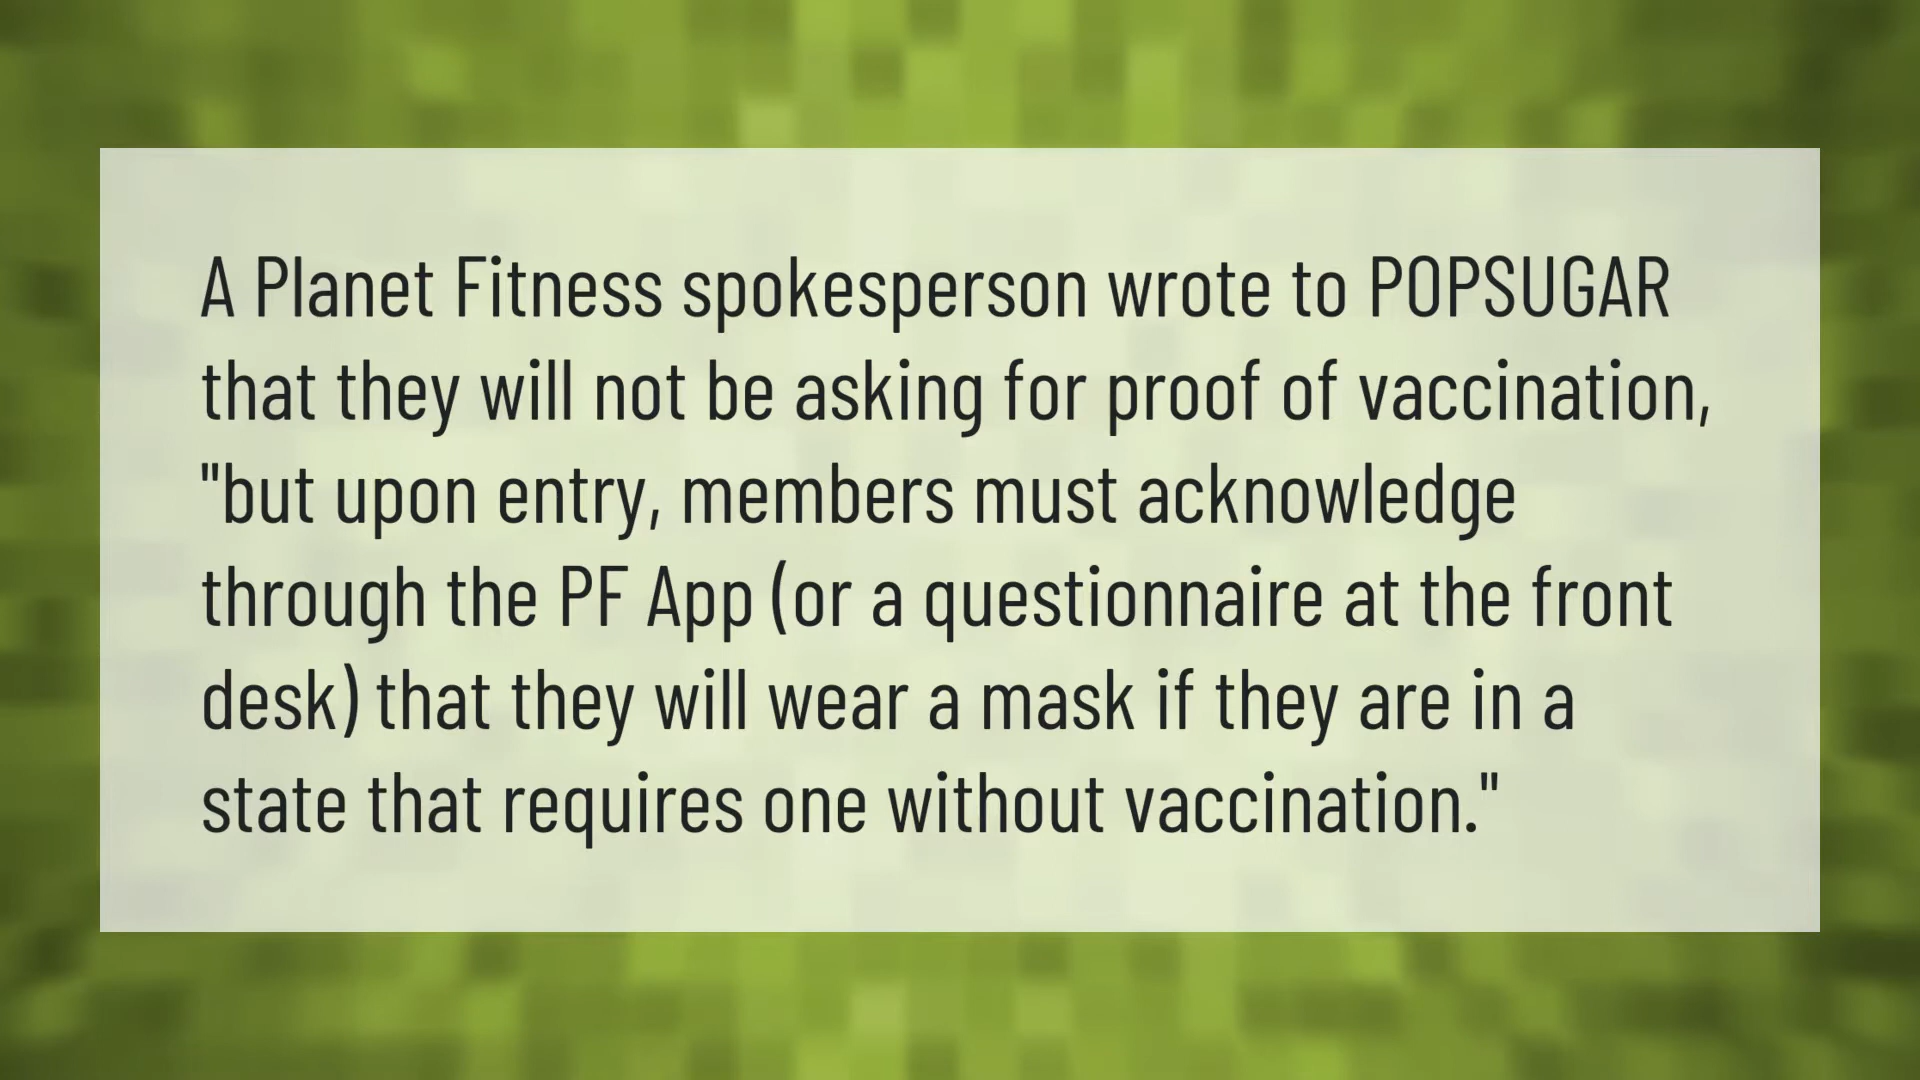 A Planet Fitness spokesperson wrote to POPSUGAR
that they will not be asking for proof of vaccination,
"but upon entry, members must acknowledge
through the PF App (or a questionnaire at the front
desk) that they will wear a mask if they are in a
state that requires one without vaccination."